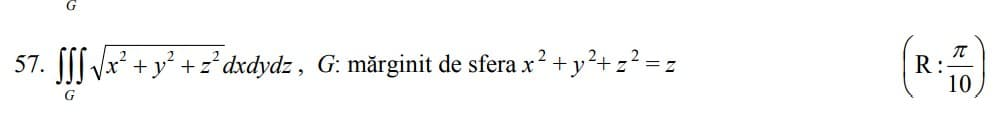 G
57. ∭_G √(x² + y² + z²) dxdydz , G: mărginit de sfera x² + y² + z² = z (R: π/10)